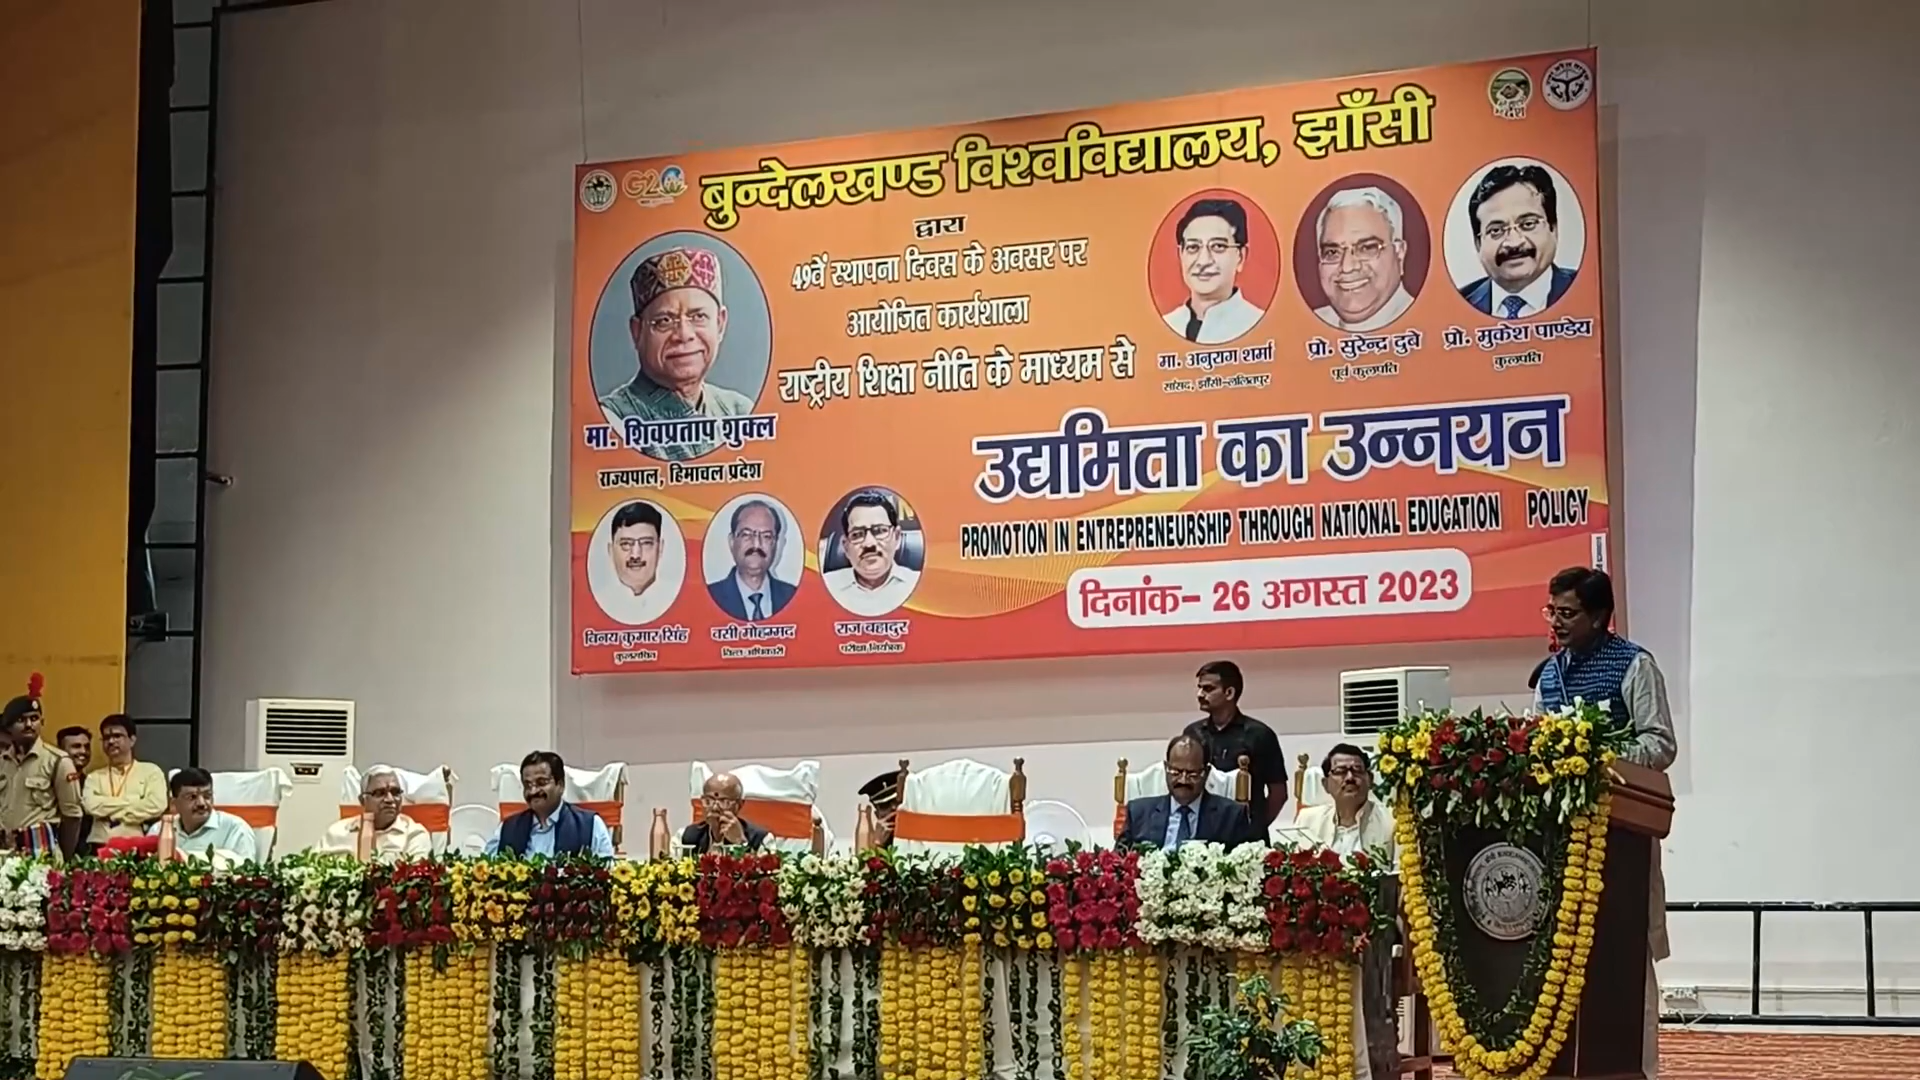 बुन्देलखण्ड विश्वविद्यालय, झाँसी
G20
द्वारा
49वें स्थापना दिवस के अवसर पर
आयोजित कार्यशाला
राष्ट्रीय शिक्षा नीति के माध्यम से
उद्यमिता का उन्नयन
PROMOTION IN ENTREPRENEURSHIP THROUGH NATIONAL EDUCATION POLICY
दिनांक- 26 अगस्त 2023
मा. शिवप्रताप शुक्ल
राज्यपाल, हिमाचल प्रदेश
मा. अनुराग शर्मा
सांसद, झाँसी-ललितपुर
प्रो. सुरेन्द्र दुबे
पूर्व कुलपति
प्रो. मुकेश पाण्डेय
कुलपति
विनय कुमार सिंह
कुलसचिव
वसी मोहम्मद
वित्त अधिकारी
राज बहादुर
परीक्षा नियंत्रक